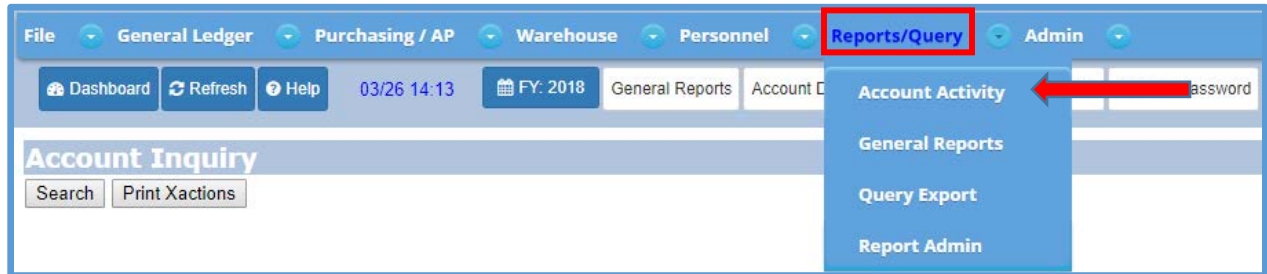 File General Ledger Purchasing / AP Warehouse Personnel Reports/Query Admin
Dashboard Refresh Help 03/26 14:13 FY: 2018 General Reports Account
Account Activity
General Reports
Query Export
Report Admin
Account Inquiry
Search Print Xactions